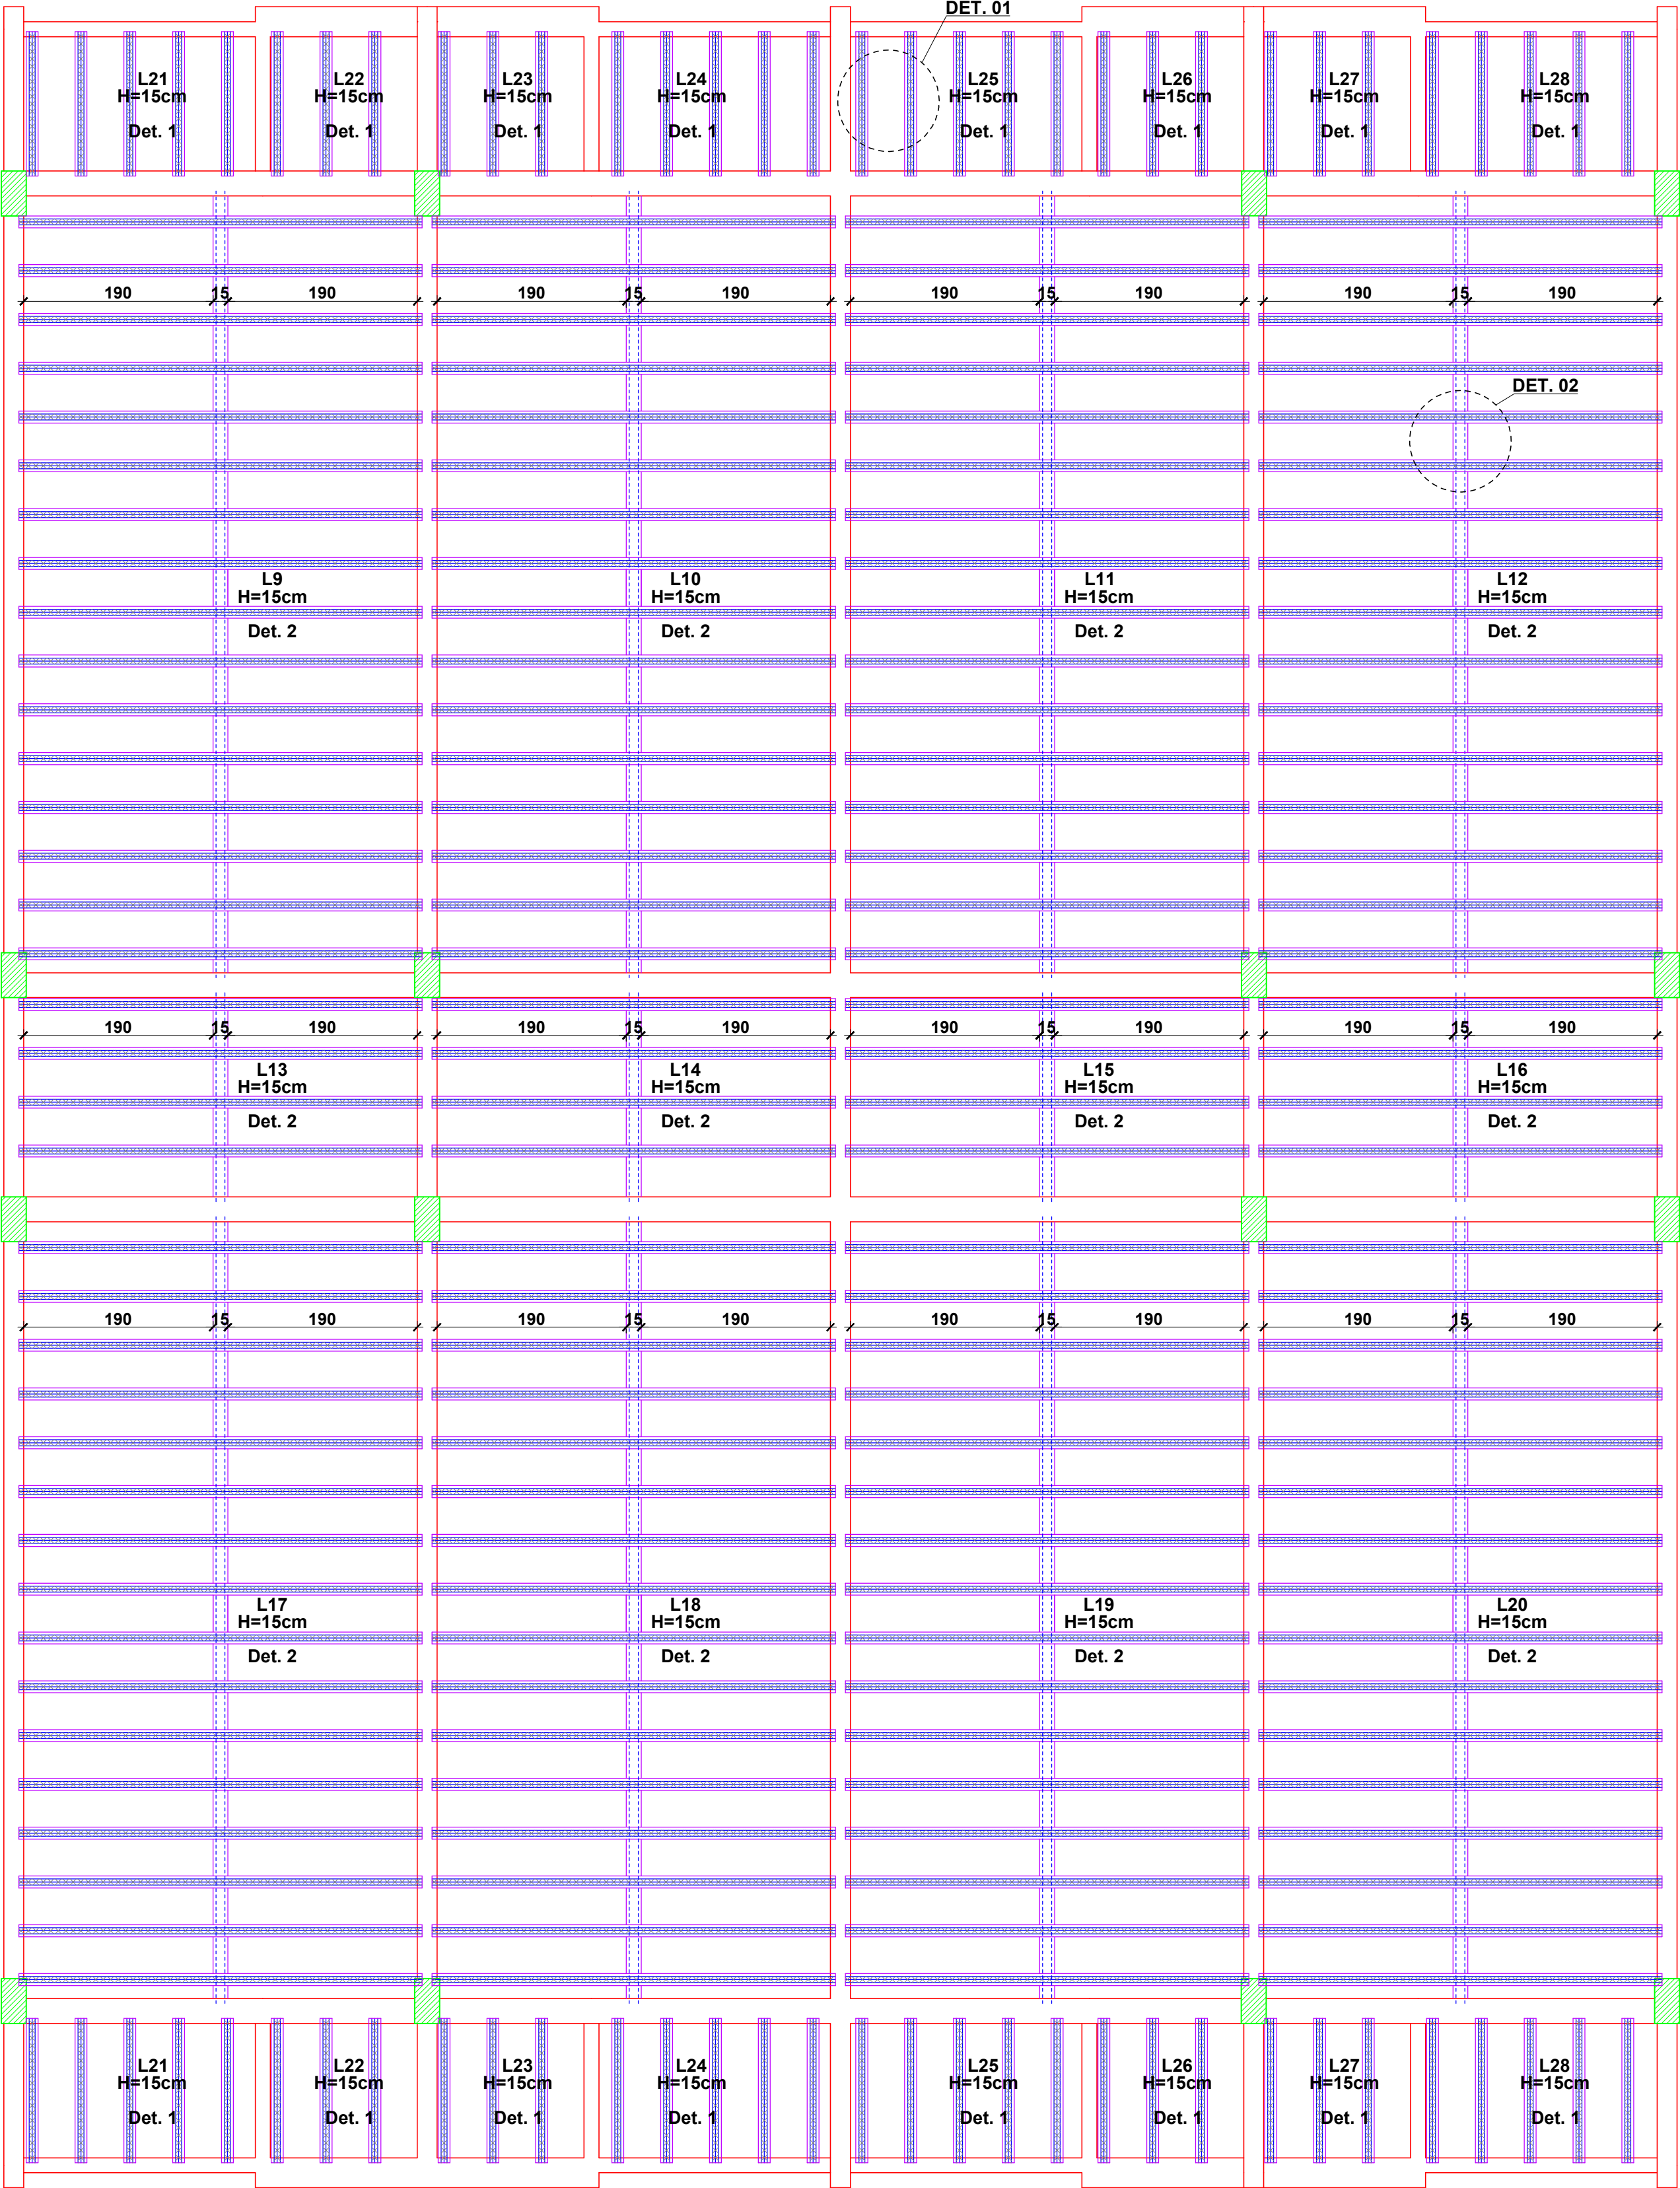 DET. 01
L21
H=15cm
Det. 1
L22
H=15cm
Det. 1
L23
H=15cm
Det. 1
L24
H=15cm
Det. 1
L25
H=15cm
Det. 1
L26
H=15cm
Det. 1
L27
H=15cm
Det. 1
L28
H=15cm
Det. 1
190 15 190 190 15 190 190 15 190 190 15 190
DET. 02
L9
H=15cm
Det. 2
L10
H=15cm
Det. 2
L11
H=15cm
Det. 2
L12
H=15cm
Det. 2
190 15 190 190 15 190 190 15 190 190 15 190
L13
H=15cm
Det. 2
L14
H=15cm
Det. 2
L15
H=15cm
Det. 2
L16
H=15cm
Det. 2
190 15 190 190 15 190 190 15 190 190 15 190
L17
H=15cm
Det. 2
L18
H=15cm
Det. 2
L19
H=15cm
Det. 2
L20
H=15cm
Det. 2
L21
H=15cm
Det. 1
L22
H=15cm
Det. 1
L23
H=15cm
Det. 1
L24
H=15cm
Det. 1
L25
H=15cm
Det. 1
L26
H=15cm
Det. 1
L27
H=15cm
Det. 1
L28
H=15cm
Det. 1